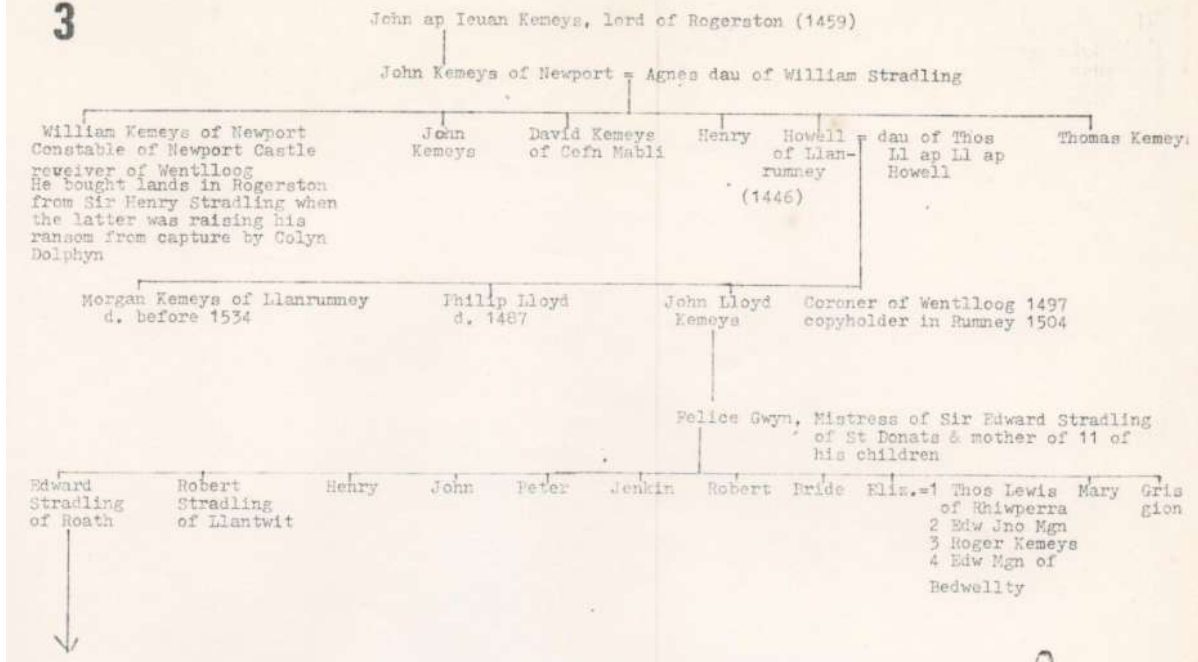 3
John ap Ieuan Kemeys, lord of Rogerston (1459)
John Kemeys of Newport = Agnes dau of William Stradling
William Kemeys of Newport
Constable of Newport Castle
reveiver of Wentlloog
He bought lands in Rogerston
from Sir Henry Stradling when
the latter was raising his
ransom from capture by Colyn
Dolphyn
John
Kemeys
David Kemeys
of Cefn Mabli
Henry
Howell =
of Llan-
rumney
(1446)
dau of Thos
Ll ap Ll ap
Howell
Thomas Kemeys
Morgan Kemeys of Llanrumney
d. before 1534
Philip Lloyd
d. 1487
John Lloyd
Kemeys
Coroner of Wentlloog 1497
copyholder in Rumney 1504
Felice Gwyn, Mistress of Sir Edward Stradling
of St Donats & mother of 11 of
his children
Edward
Stradling
of Roath
Robert
Stradling
of Llantwit
Henry
John
Peter
Jenkin
Robert
Bride
Eliz.=1 Thos Lewis
of Rhiwperra
2 Edw Jno Mgn
3 Roger Kemeys
4 Edw Mgn of
Bedwellty
Mary
Gris
gion